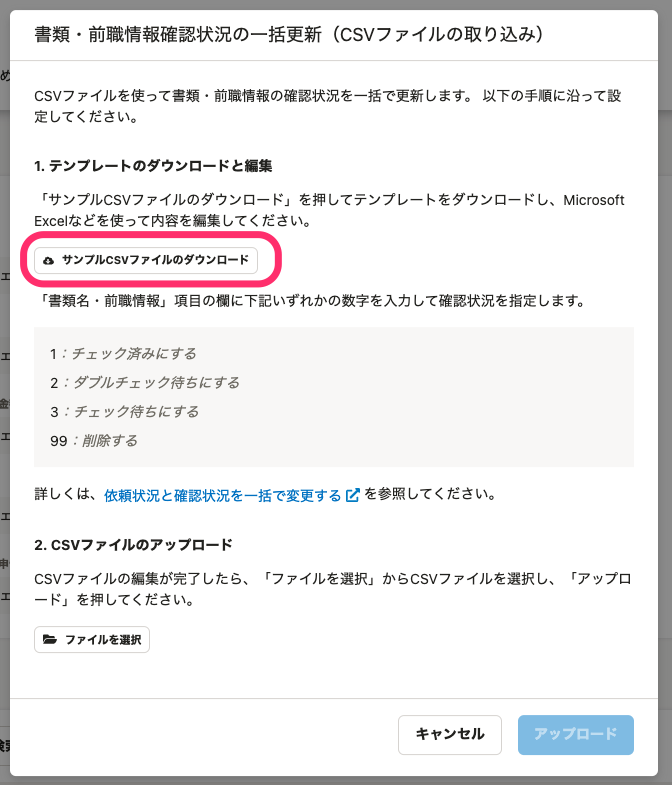 書類・前職情報確認状況の一括更新（CSVファイルの取り込み）
CSVファイルを使って書類・前職情報の確認状況を一括で更新します。 以下の手順に沿って設
定してください。
1. テンプレートのダウンロードと編集
「サンプルCSVファイルのダウンロード」を押してテンプレートをダウンロードし、Microsoft
Excelなどを使って内容を編集してください。
サンプルCSVファイルのダウンロード
「書類名・前職情報」項目の欄に下記いずれかの数字を入力して確認状況を指定します。
1：チェック済みにする
2：ダブルチェック待ちにする
3：チェック待ちにする
99：削除する
詳しくは、依頼状況と確認状況を一括で変更する を参照してください。
2. CSVファイルのアップロード
CSVファイルの編集が完了したら、「ファイルを選択」からCSVファイルを選択し、「アップロ
ード」を押してください。
ファイルを選択
キャンセル
アップロード